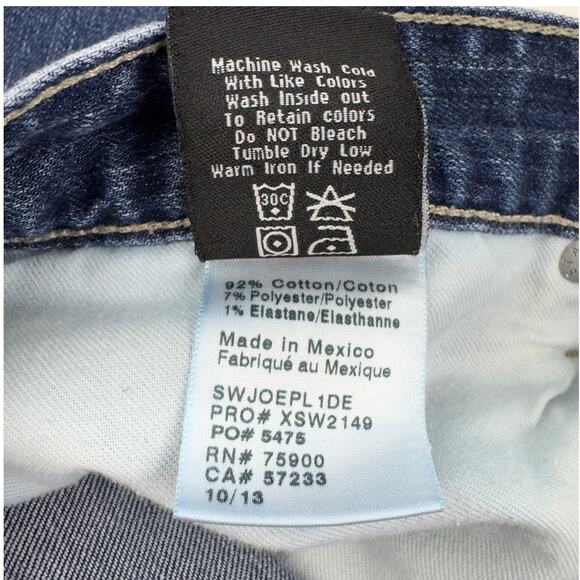 Machine Wash Cold
With Like Colors
Wash Inside out
To Retain colors
Do NOT Bleach
Tumble Dry Low
Warm Iron If Needed
30C
92% Cotton/Coton
7% Polyester/Polyester
1% Elastane/Elasthanne
Made in Mexico
Fabriqué au Mexique
SWJOEPL1DE
PRO# XSW2149
PO# 5475
RN# 75900
CA# 57233
10/13